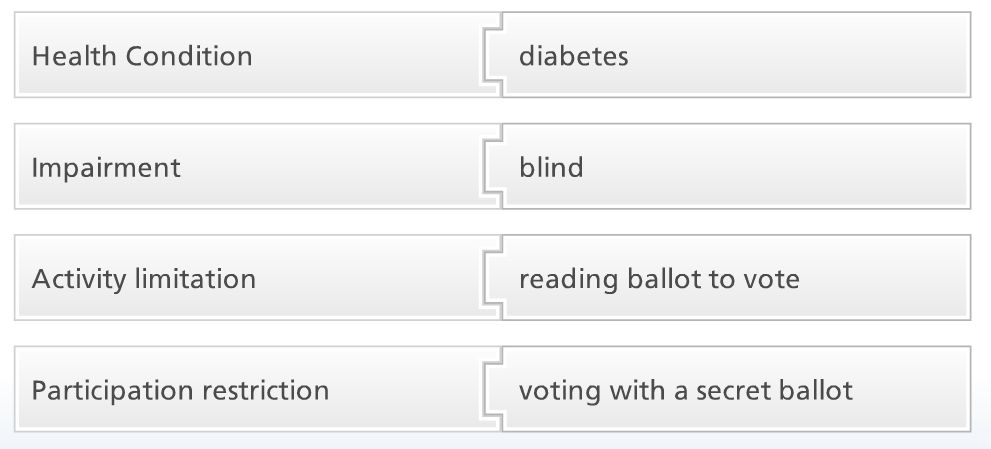 Health Condition diabetes
Impairment blind
Activity limitation reading ballot to vote
Participation restriction voting with a secret ballot